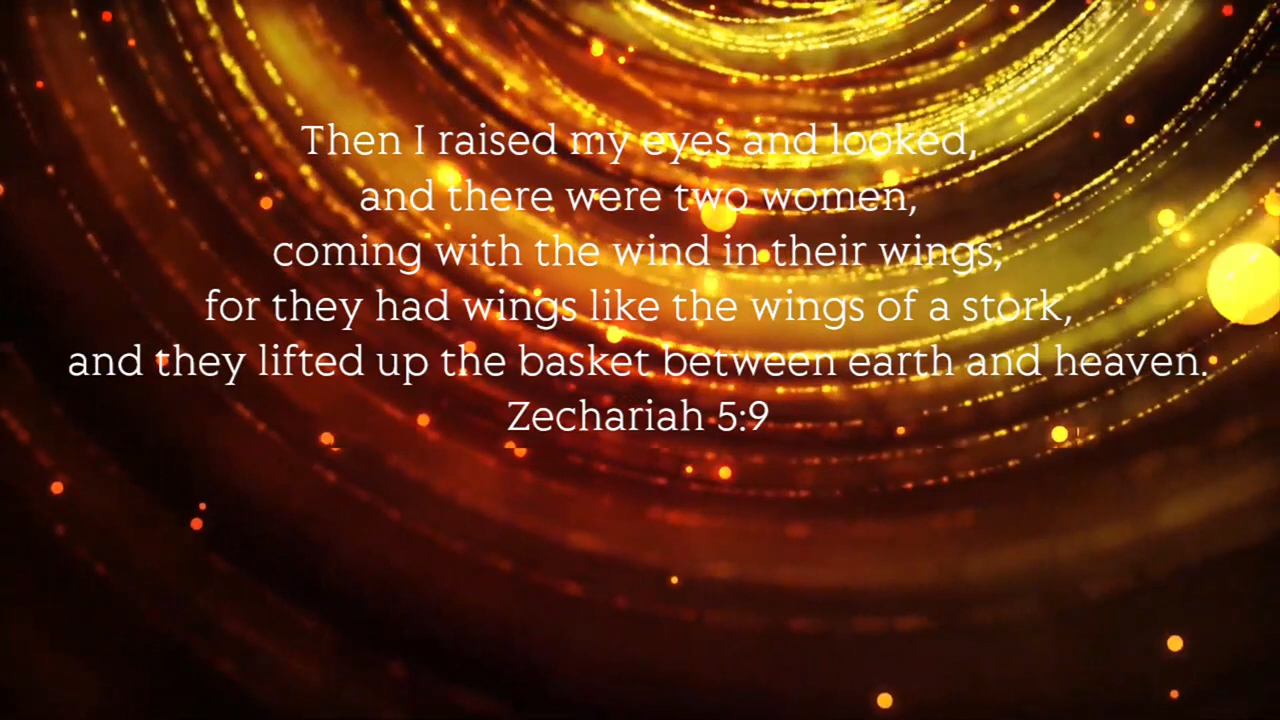 Then I raised my eyes and looked,
and there were two women,
coming with the wind in their wings;
for they had wings like the wings of a stork,
and they lifted up the basket between earth and heaven.
Zechariah 5:9